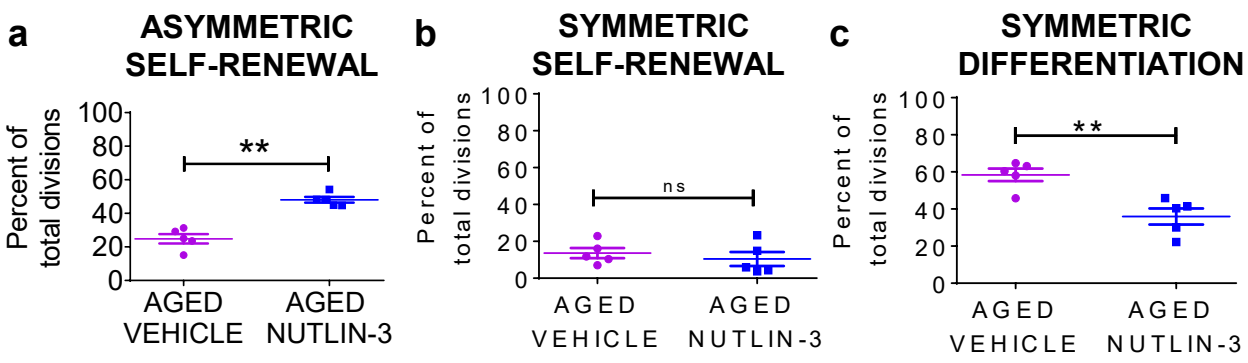 a
ASYMMETRIC
SELF-RENEWAL
Percent of
total divisions
100
80
60
40
20
0
**
AGED
VEHICLE
AGED
NUTLIN-3
b
SYMMETRIC
SELF-RENEWAL
Percent of
total divisions
100
80
60
40
20
0
ns
AGED
VEHICLE
AGED
NUTLIN-3
c
SYMMETRIC
DIFFERENTIATION
Percent of
total divisions
100
80
60
40
20
0
**
AGED
VEHICLE
AGED
NUTLIN-3